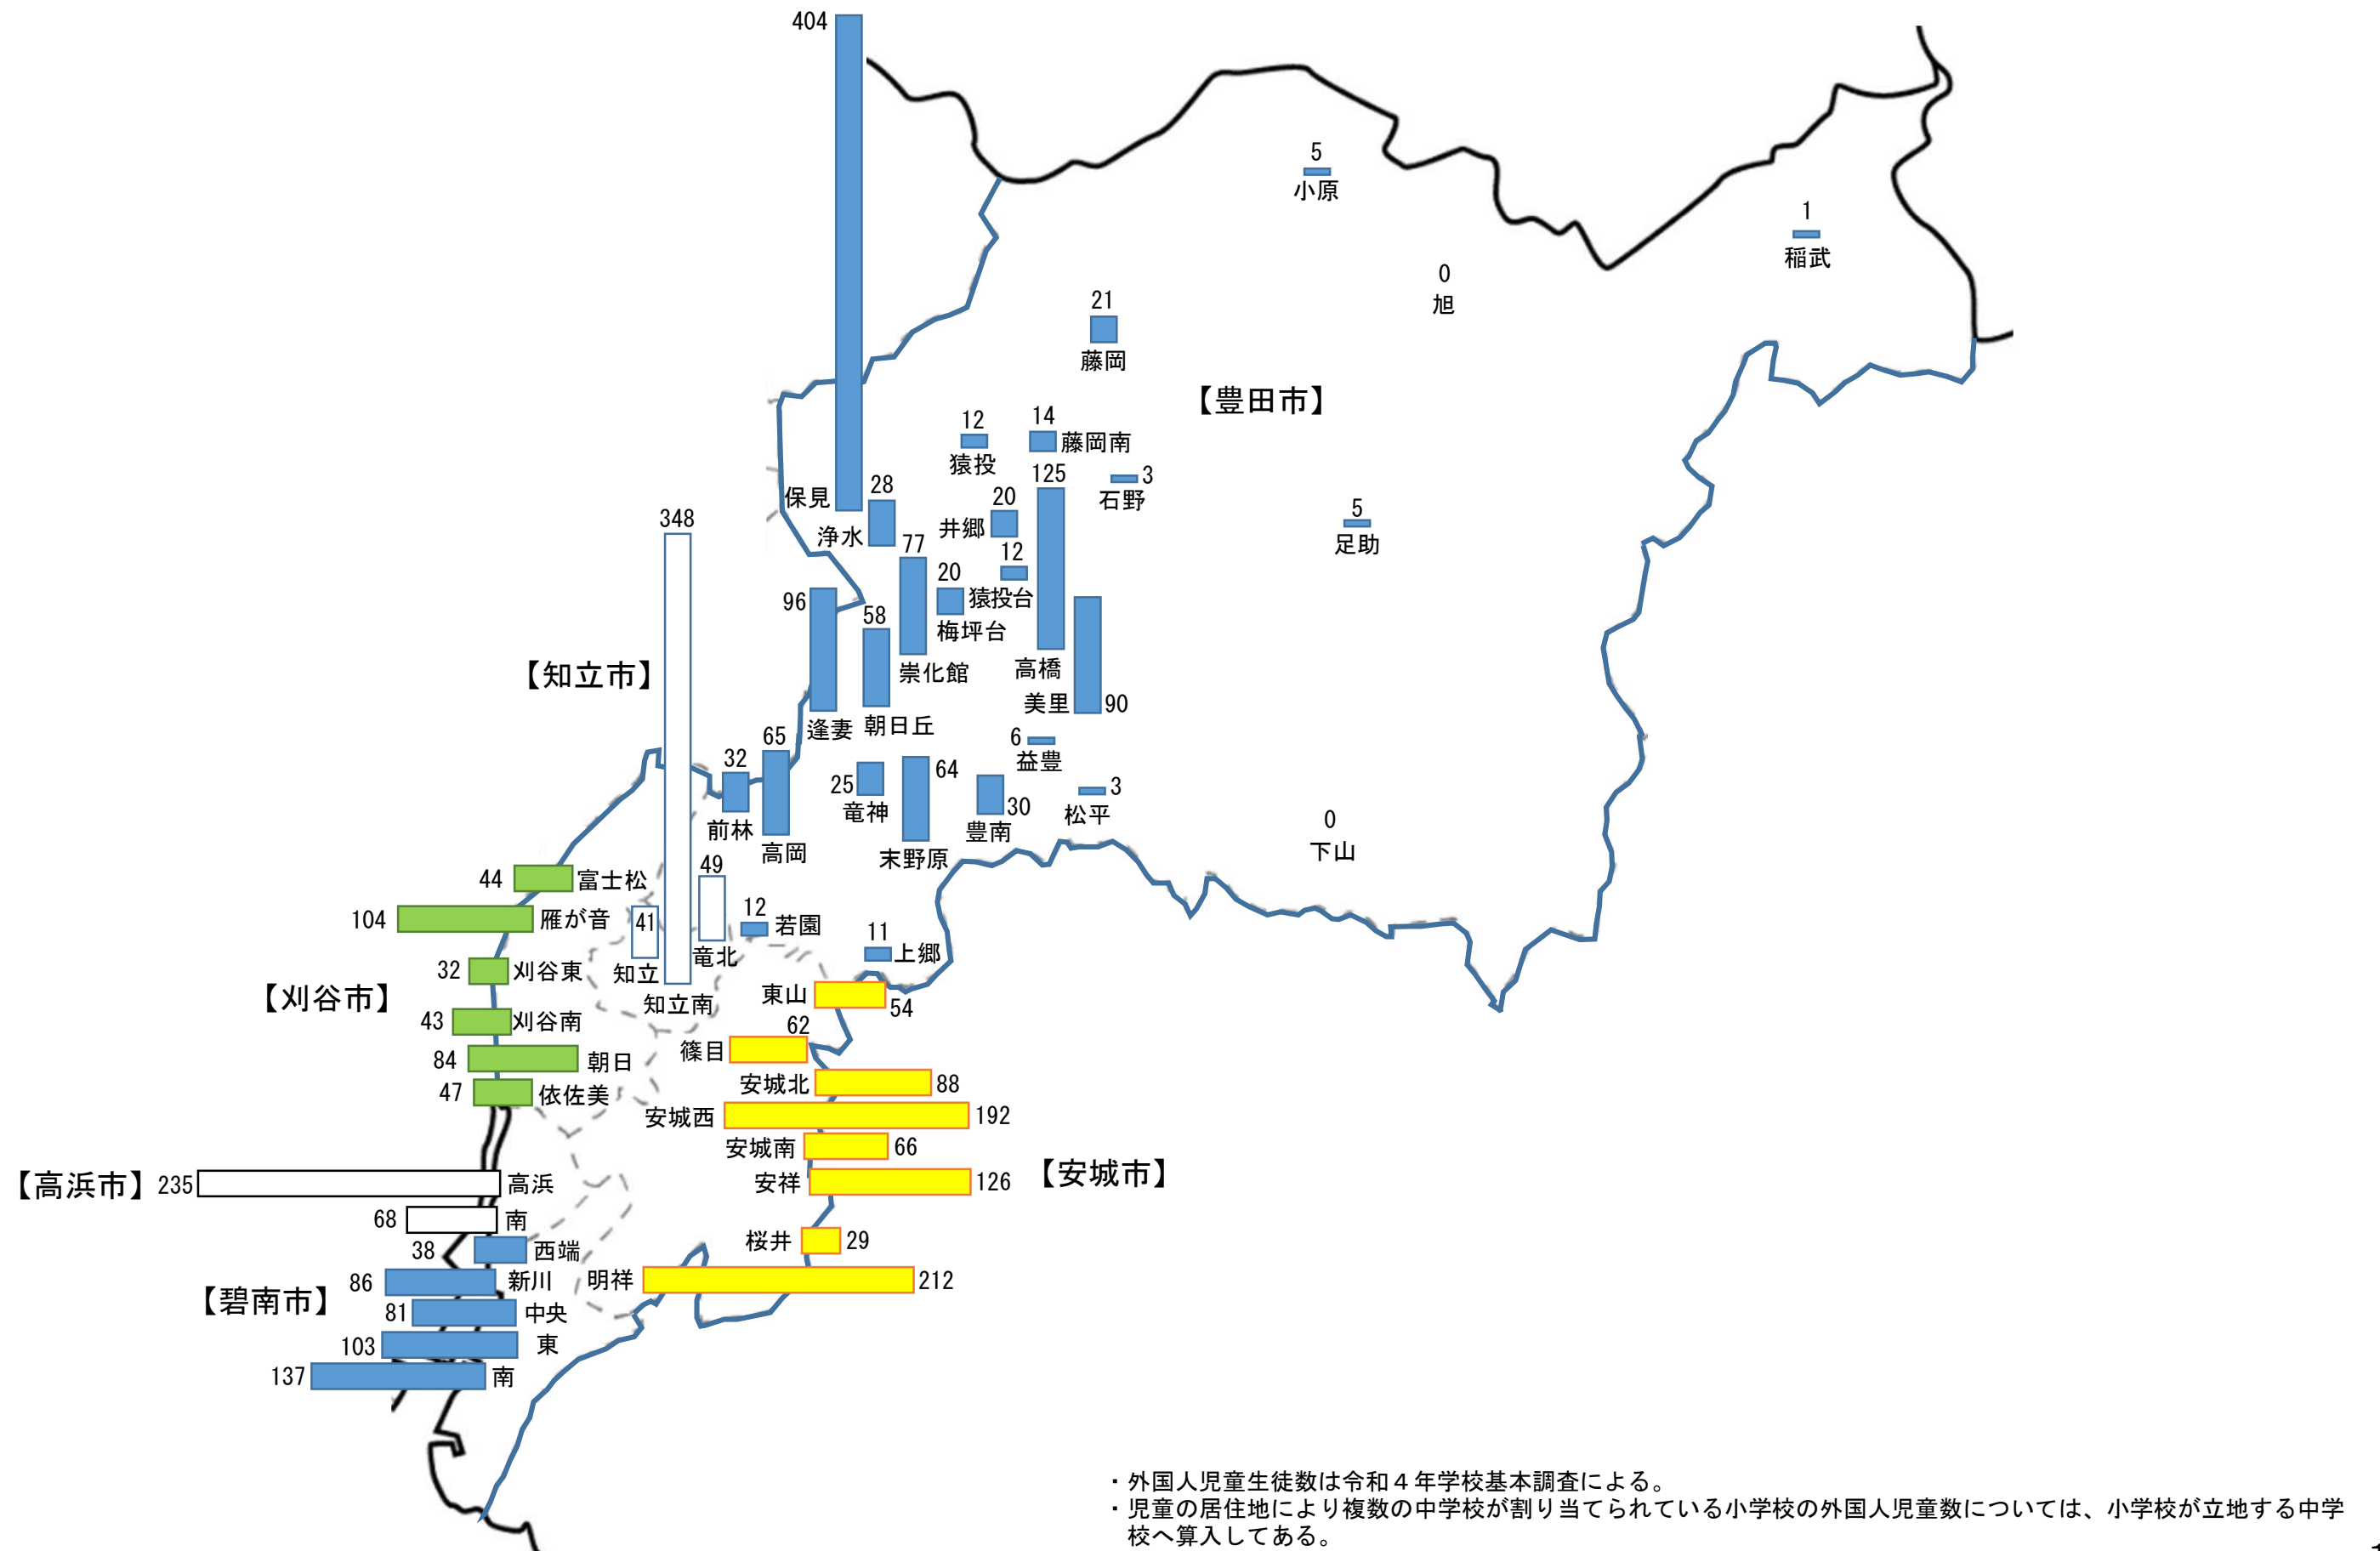 404
5
小原
1
稲武
0
旭
21
藤岡
【豊田市】
12
猿投
14
藤岡南
125
3
石野
保見
28
浄水
20
井郷
5
足助
348
77
12
猿投台
20
梅坪台
96
58
崇化館
高橋
美里
90
【知立市】
逢妻
朝日丘
65
32
6
益豊
25
竜神
64
30
豊南
3
松平
前林
高岡
末野原
0
下山
44
富士松
49
104
雁が音
41
12
若園
11
上郷
竜北
32
刈谷東
知立
【刈谷市】
知立南
東山
54
43
刈谷南
62
篠目
84
朝日
安城北
88
47
依佐美
安城西
192
安城南
66
【安城市】
【高浜市】
235
高浜
安祥
126
68
南
38
西端
桜井
29
86
新川
明祥
212
【碧南市】
81
中央
103
東
137
南
・外国人児童生徒数は令和４年学校基本調査による。
・児童の居住地により複数の中学校が割り当てられている小学校の外国人児童数については、小学校が立地する中学
校へ算入してある。